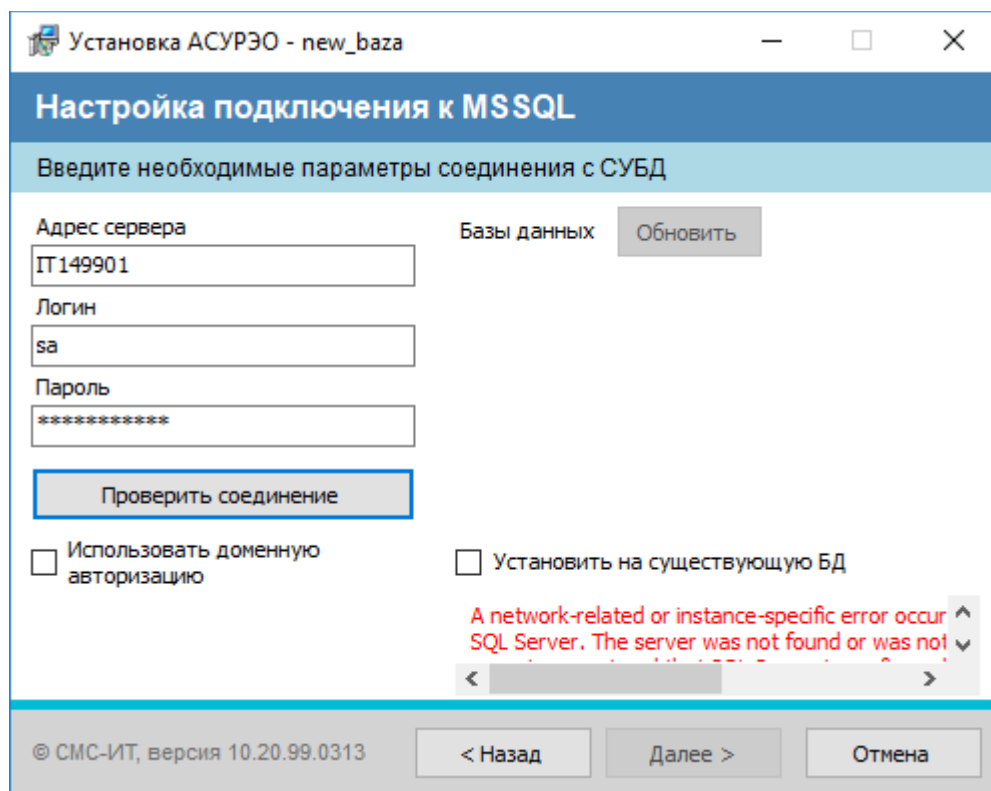 Установка АСУРЭО - new_baza
Настройка подключения к MSSQL
Введите необходимые параметры соединения с СУБД
Адрес сервера
IT149901
Логин
sa
Пароль
***********
Проверить соединение
Использовать доменную
авторизацию
Базы данных
Обновить
Установить на существующую БД
A network-related or instance-specific error occur
SQL Server. The server was not found or was not
© СМС-ИТ, версия 10.20.99.0313
< Назад
Далее >
Отмена